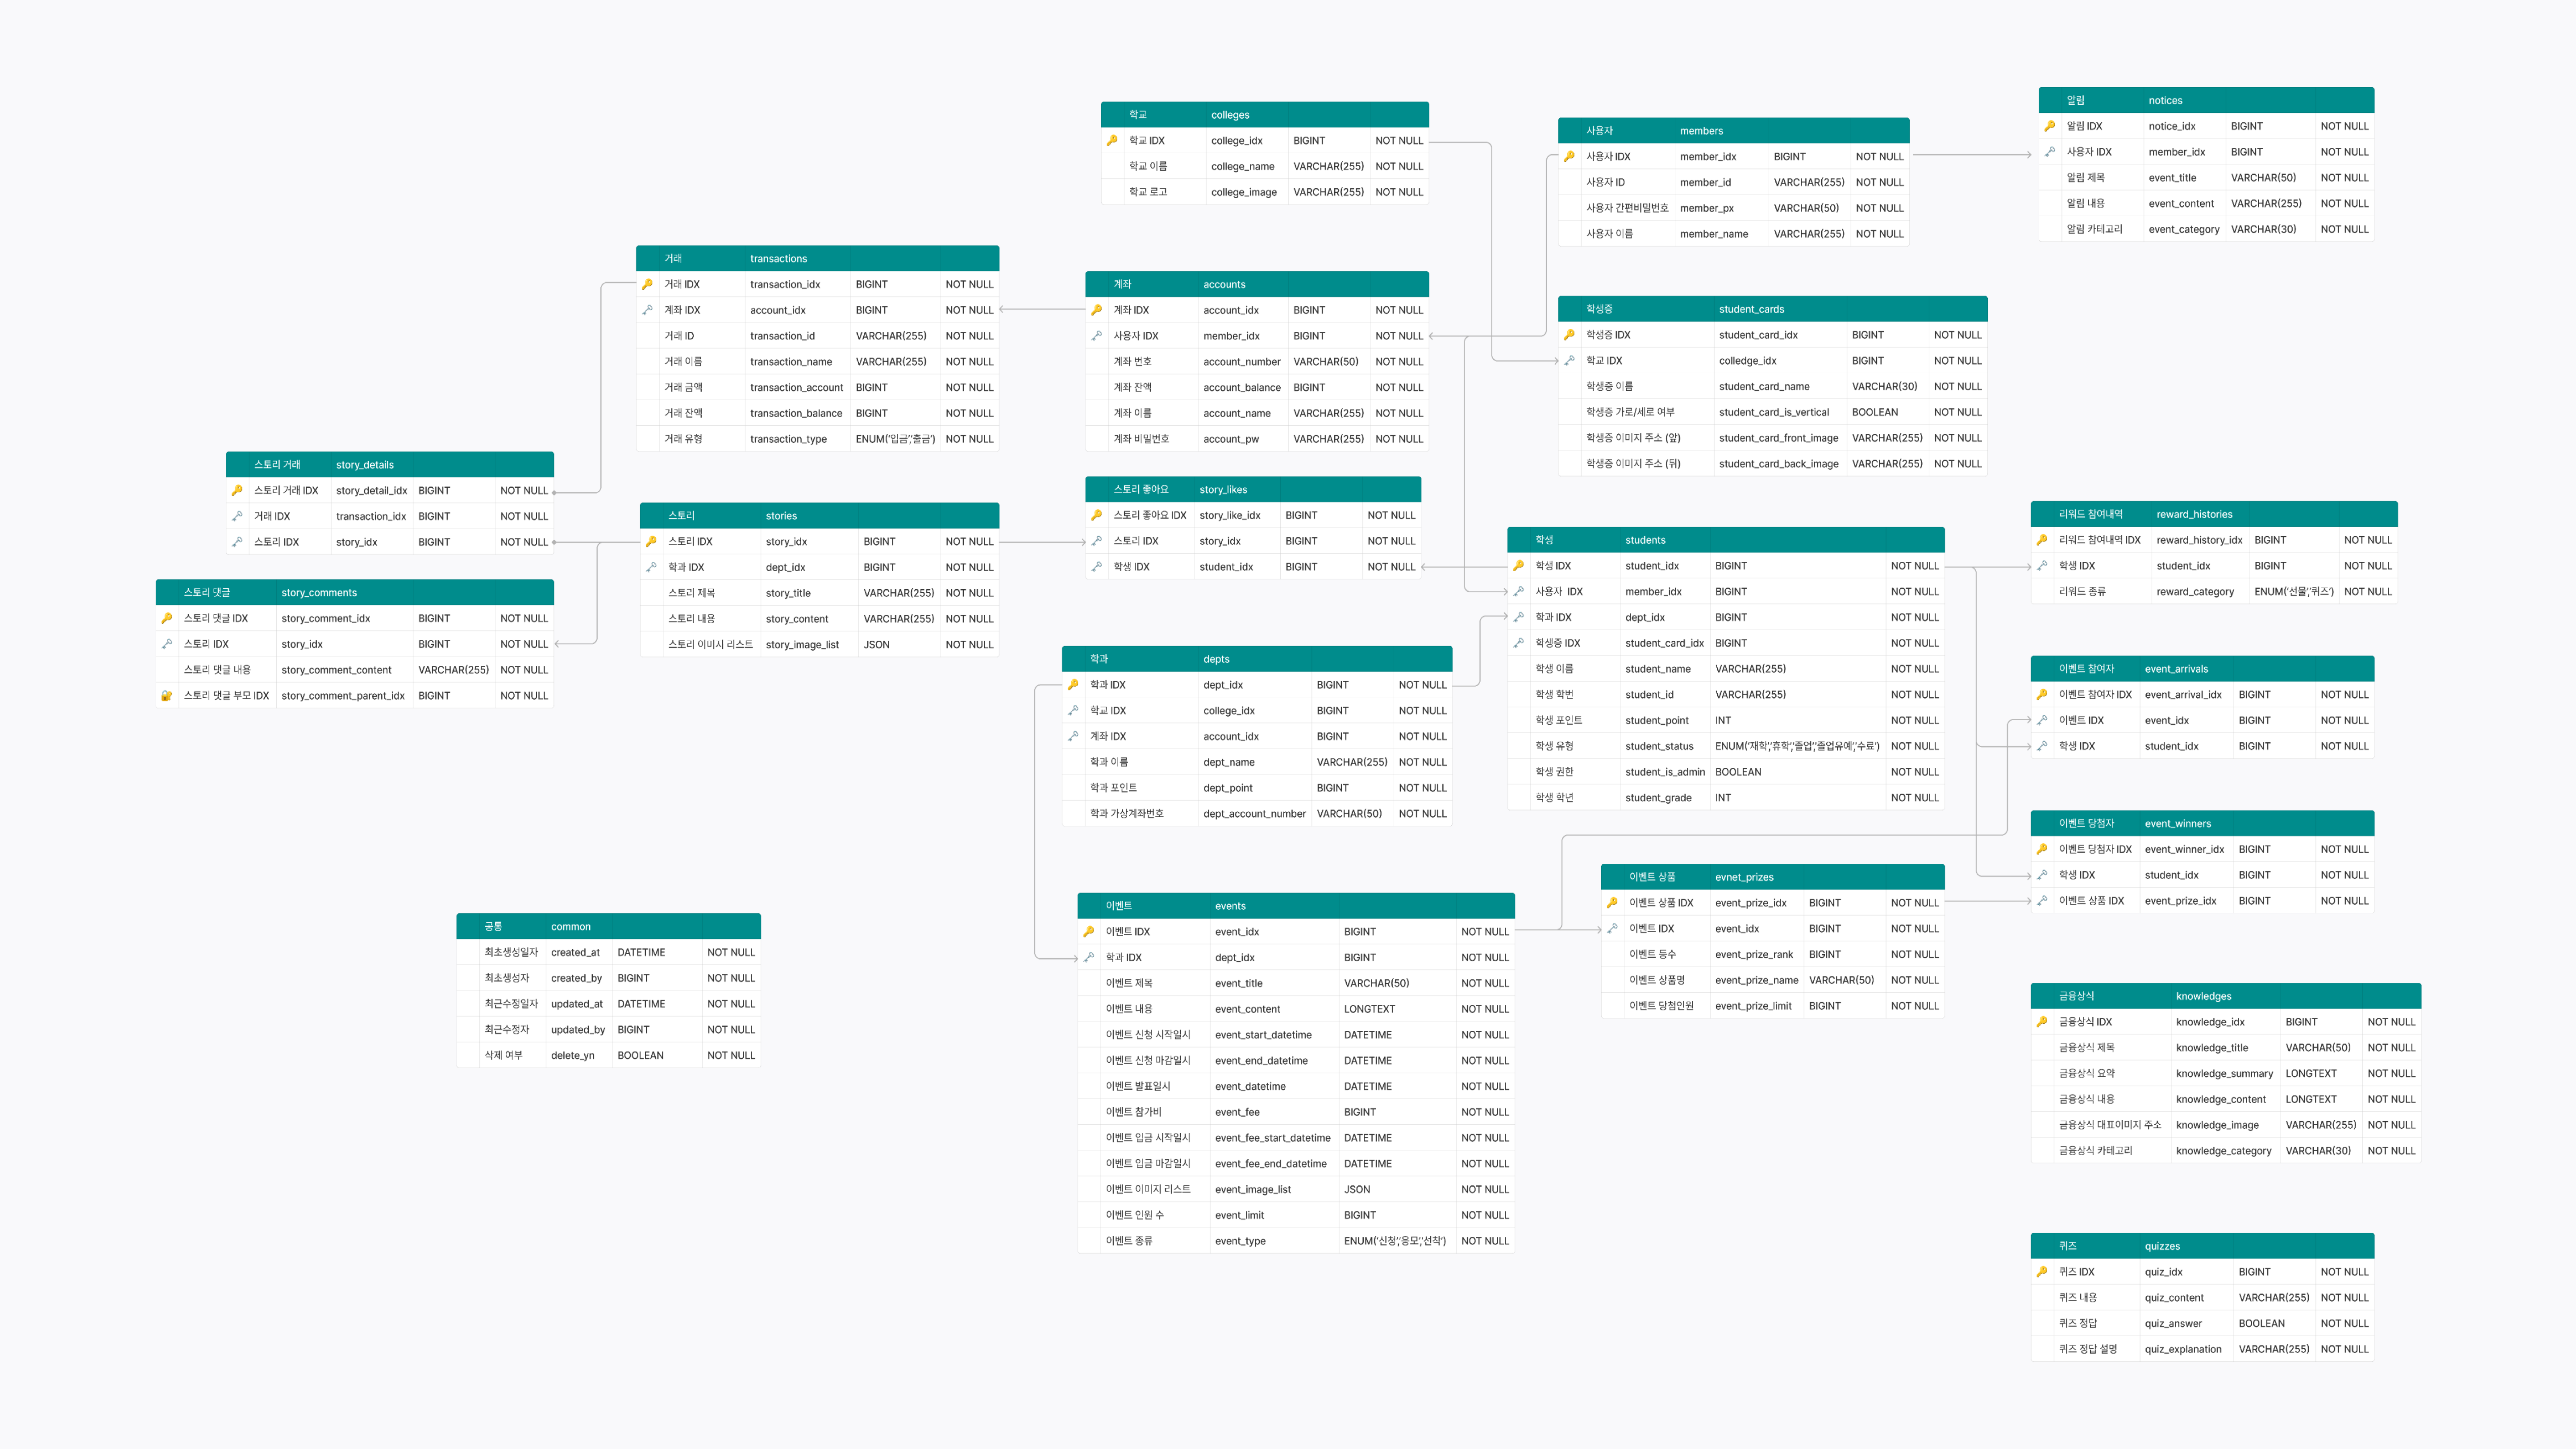 학교 colleges
학교 IDX college_idx BIGINT NOT NULL
학교 이름 college_name VARCHAR(255) NOT NULL
학교 로고 college_image VARCHAR(255) NOT NULL
사용자 members
사용자 IDX member_idx BIGINT NOT NULL
사용자 ID member_id VARCHAR(255) NOT NULL
사용자 간편비밀번호 member_px VARCHAR(50) NOT NULL
사용자 이름 member_name VARCHAR(255) NOT NULL
알림 notices
알림 IDX notice_idx BIGINT NOT NULL
사용자 IDX member_idx BIGINT NOT NULL
알림 제목 event_title VARCHAR(50) NOT NULL
알림 내용 event_content VARCHAR(255) NOT NULL
알림 카테고리 event_category VARCHAR(30) NOT NULL
거래 transactions
거래 IDX transaction_idx BIGINT NOT NULL
계좌 IDX account_idx BIGINT NOT NULL
거래 ID transaction_id VARCHAR(255) NOT NULL
거래 이름 transaction_name VARCHAR(255) NOT NULL
거래 금액 transaction_account BIGINT NOT NULL
거래 잔액 transaction_balance BIGINT NOT NULL
거래 유형 transaction_type ENUM('입금','출금') NOT NULL
계좌 accounts
계좌 IDX account_idx BIGINT NOT NULL
사용자 IDX member_idx BIGINT NOT NULL
계좌 번호 account_number VARCHAR(50) NOT NULL
계좌 잔액 account_balance BIGINT NOT NULL
계좌 이름 account_name VARCHAR(255) NOT NULL
계좌 비밀번호 account_pw VARCHAR(255) NOT NULL
학생증 student_cards
학생증 IDX student_card_idx BIGINT NOT NULL
학교 IDX colledge_idx BIGINT NOT NULL
학생증 이름 student_card_name VARCHAR(30) NOT NULL
학생증 가로/세로 여부 student_card_is_vertical BOOLEAN NOT NULL
학생증 이미지 주소 (앞) student_card_front_image VARCHAR(255) NOT NULL
학생증 이미지 주소 (뒤) student_card_back_image VARCHAR(255) NOT NULL
스토리 거래 story_details
스토리 거래 IDX story_detail_idx BIGINT NOT NULL
거래 IDX transaction_idx BIGINT NOT NULL
스토리 IDX story_idx BIGINT NOT NULL
스토리 stories
스토리 IDX story_idx BIGINT NOT NULL
학과 IDX dept_idx BIGINT NOT NULL
스토리 제목 story_title VARCHAR(255) NOT NULL
스토리 내용 story_content VARCHAR(255) NOT NULL
스토리 이미지 리스트 story_image_list JSON NOT NULL
스토리 좋아요 story_likes
스토리 좋아요 IDX story_like_idx BIGINT NOT NULL
스토리 IDX story_idx BIGINT NOT NULL
학생 IDX student_idx BIGINT NOT NULL
스토리 댓글 story_comments
스토리 댓글 IDX story_comment_idx BIGINT NOT NULL
스토리 IDX story_idx BIGINT NOT NULL
스토리 댓글 내용 story_comment_content VARCHAR(255) NOT NULL
스토리 댓글 부모 IDX story_comment_parent_idx BIGINT NOT NULL
학생 students
학생 IDX student_idx BIGINT NOT NULL
사용자 IDX member_idx BIGINT NOT NULL
학과 IDX dept_idx BIGINT NOT NULL
학생증 IDX student_card_idx BIGINT NOT NULL
학생 이름 student_name VARCHAR(255) NOT NULL
학생 학번 student_id VARCHAR(255) NOT NULL
학생 포인트 student_point INT NOT NULL
학생 유형 student_status ENUM('재학','휴학','졸업','졸업유예','수료') NOT NULL
학생 권한 student_is_admin BOOLEAN NOT NULL
학생 학년 student_grade INT NOT NULL
리워드 참여내역 reward_histories
리워드 참여내역 IDX reward_history_idx BIGINT NOT NULL
학생 IDX student_idx BIGINT NOT NULL
리워드 종류 reward_category ENUM('선물','퀴즈') NOT NULL
학과 depts
학과 IDX dept_idx BIGINT NOT NULL
학교 IDX college_idx BIGINT NOT NULL
계좌 IDX account_idx BIGINT NOT NULL
학과 이름 dept_name VARCHAR(255) NOT NULL
학과 포인트 dept_point BIGINT NOT NULL
학과 가상계좌번호 dept_account_number VARCHAR(50) NOT NULL
이벤트 참여자 event_arrivals
이벤트 참여자 IDX event_arrival_idx BIGINT NOT NULL
이벤트 IDX event_idx BIGINT NOT NULL
학생 IDX student_idx BIGINT NOT NULL
이벤트 당첨자 event_winners
이벤트 당첨자 IDX event_winner_idx BIGINT NOT NULL
학생 IDX student_idx BIGINT NOT NULL
이벤트 상품 IDX event_prize_idx BIGINT NOT NULL
이벤트 상품 evnet_prizes
이벤트 상품 IDX event_prize_idx BIGINT NOT NULL
이벤트 IDX event_idx BIGINT NOT NULL
이벤트 등수 event_prize_rank BIGINT NOT NULL
이벤트 상품명 event_prize_name VARCHAR(50) NOT NULL
이벤트 당첨인원 event_prize_limit BIGINT NOT NULL
이벤트 events
이벤트 IDX event_idx BIGINT NOT NULL
학과 IDX dept_idx BIGINT NOT NULL
이벤트 제목 event_title VARCHAR(50) NOT NULL
이벤트 내용 event_content LONGTEXT NOT NULL
이벤트 신청 시작일시 event_start_datetime DATETIME NOT NULL
이벤트 신청 마감일시 event_end_datetime DATETIME NOT NULL
이벤트 발표일시 event_datetime DATETIME NOT NULL
이벤트 참가비 event_fee BIGINT NOT NULL
이벤트 입금 시작일시 event_fee_start_datetime DATETIME NOT NULL
이벤트 입금 마감일시 event_fee_end_datetime DATETIME NOT NULL
이벤트 이미지 리스트 event_image_list JSON NOT NULL
이벤트 인원 수 event_limit BIGINT NOT NULL
이벤트 종류 event_type ENUM('신청','응모','선착') NOT NULL
공통 common
최초생성일자 created_at DATETIME NOT NULL
최초생성자 created_by BIGINT NOT NULL
최근수정일자 updated_at DATETIME NOT NULL
최근수정자 updated_by BIGINT NOT NULL
삭제 여부 delete_yn BOOLEAN NOT NULL
금융상식 knowledges
금융상식 IDX knowledge_idx BIGINT NOT NULL
금융상식 제목 knowledge_title VARCHAR(50) NOT NULL
금융상식 요약 knowledge_summary LONGTEXT NOT NULL
금융상식 내용 knowledge_content LONGTEXT NOT NULL
금융상식 대표이미지 주소 knowledge_image VARCHAR(255) NOT NULL
금융상식 카테고리 knowledge_category VARCHAR(30) NOT NULL
퀴즈 quizzes
퀴즈 IDX quiz_idx BIGINT NOT NULL
퀴즈 내용 quiz_content VARCHAR(255) NOT NULL
퀴즈 정답 quiz_answer BOOLEAN NOT NULL
퀴즈 정답 설명 quiz_explanation VARCHAR(255) NOT NULL